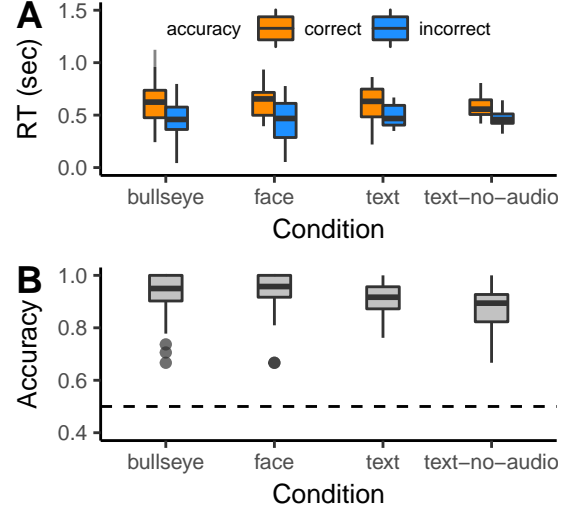 A
accuracy correct incorrect
RT (sec)
1.5
1.0
0.5
0.0
bullseye face text text−no−audio
Condition
B
Accuracy
1.0
0.8
0.6
0.4
bullseye face text text−no−audio
Condition